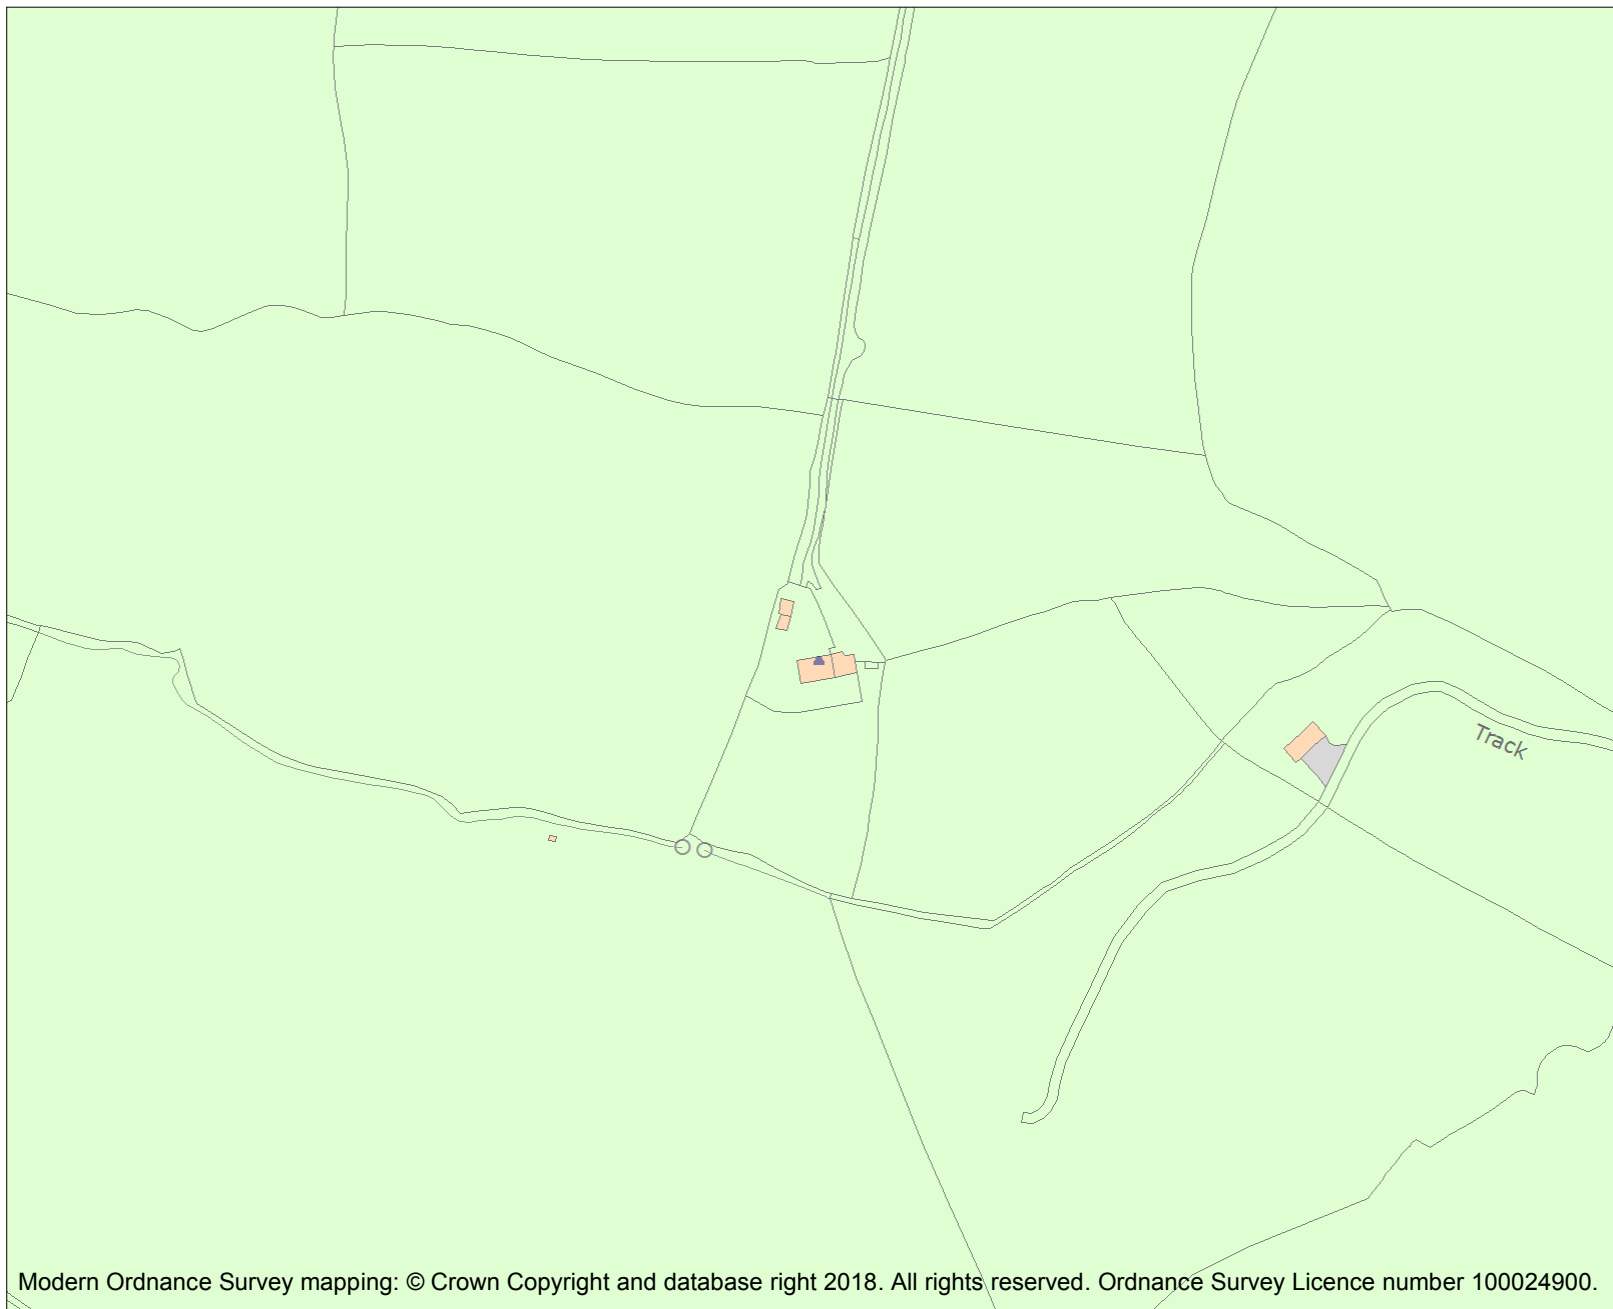 Track
Modern Ordnance Survey mapping: © Crown Copyright and database right 2018. All rights reserved. Ordnance Survey Licence number 100024900.